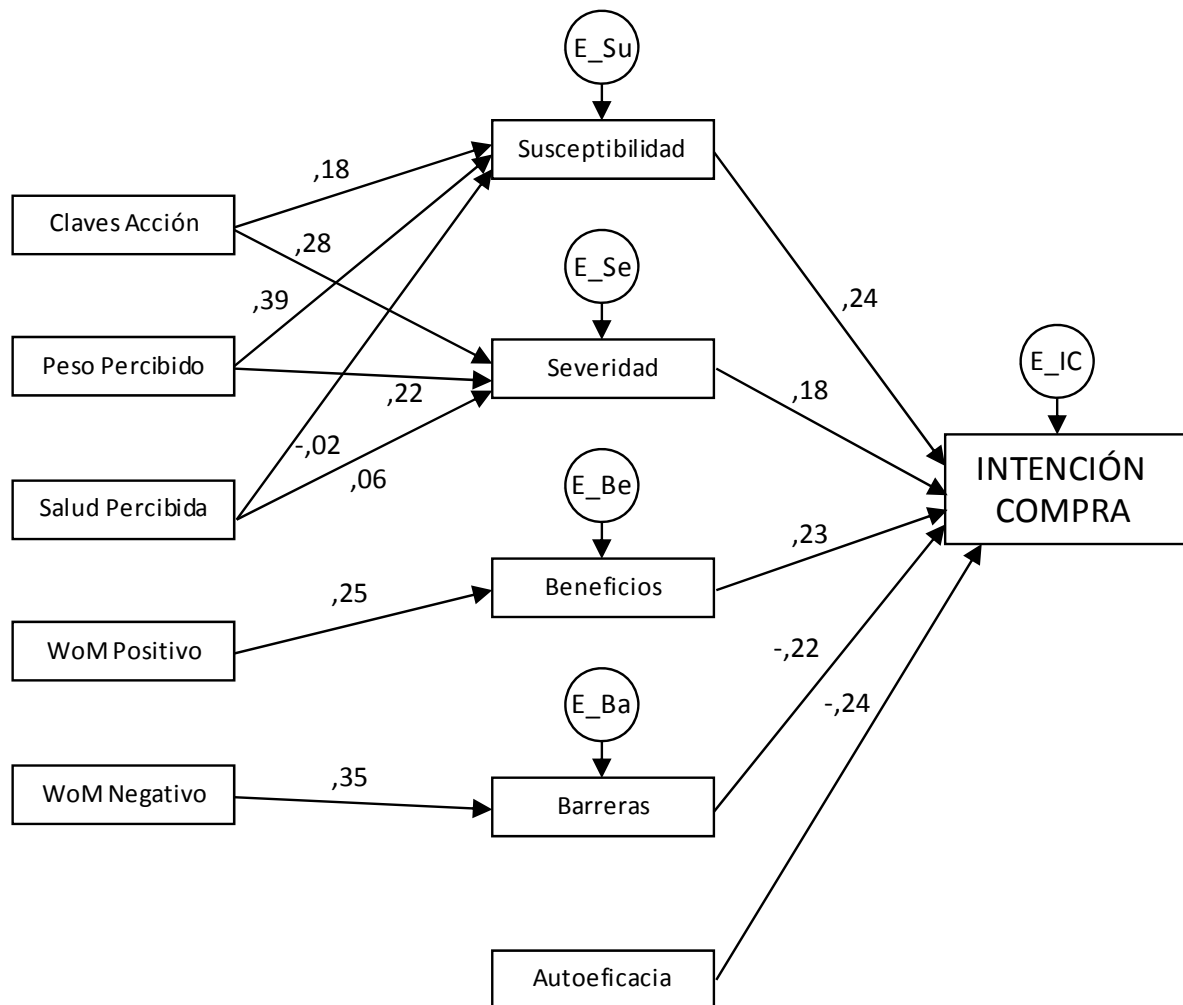 E_Su
Susceptibilidad
,18
Claves Acción
,28
E_Se
,39
,24
Peso Percibido
Severidad
E_IC
,22
,18
-,02
INTENCIÓN
COMPRA
,06
E_Be
Salud Percibida
,23
,25
Beneficios
WoM Positivo
-,22
E_Ba
-,24
,35
WoM Negativo
Barreras
Autoeficacia